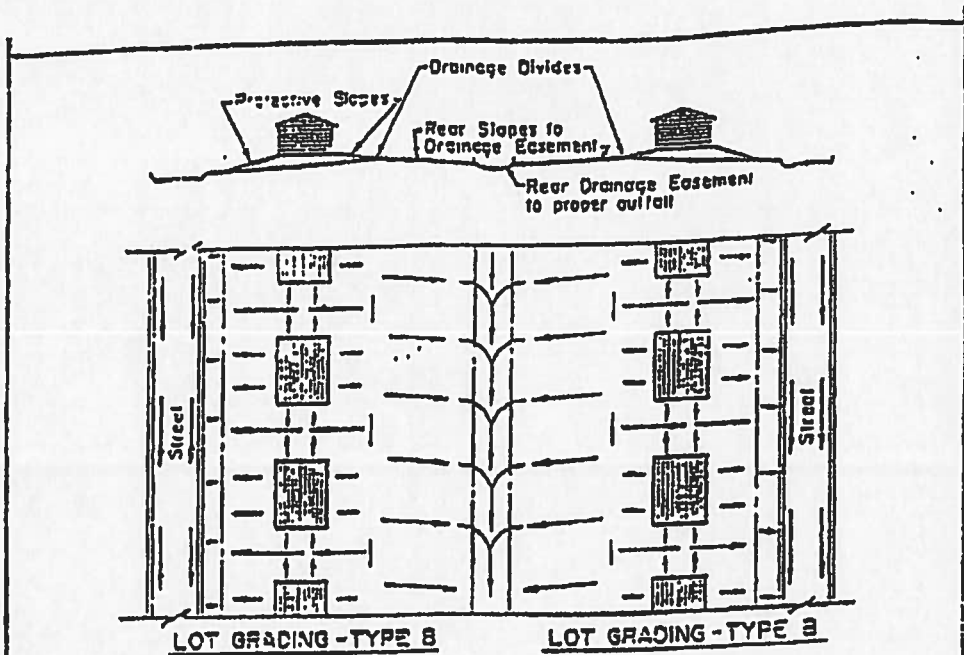 Drainage Divides
Protective Slopes
Rear Slopes to
Drainage Easement
Rear Drainage Easement
to proper outfall
Street
Street
LOT GRADING - TYPE B
LOT GRADING - TYPE B